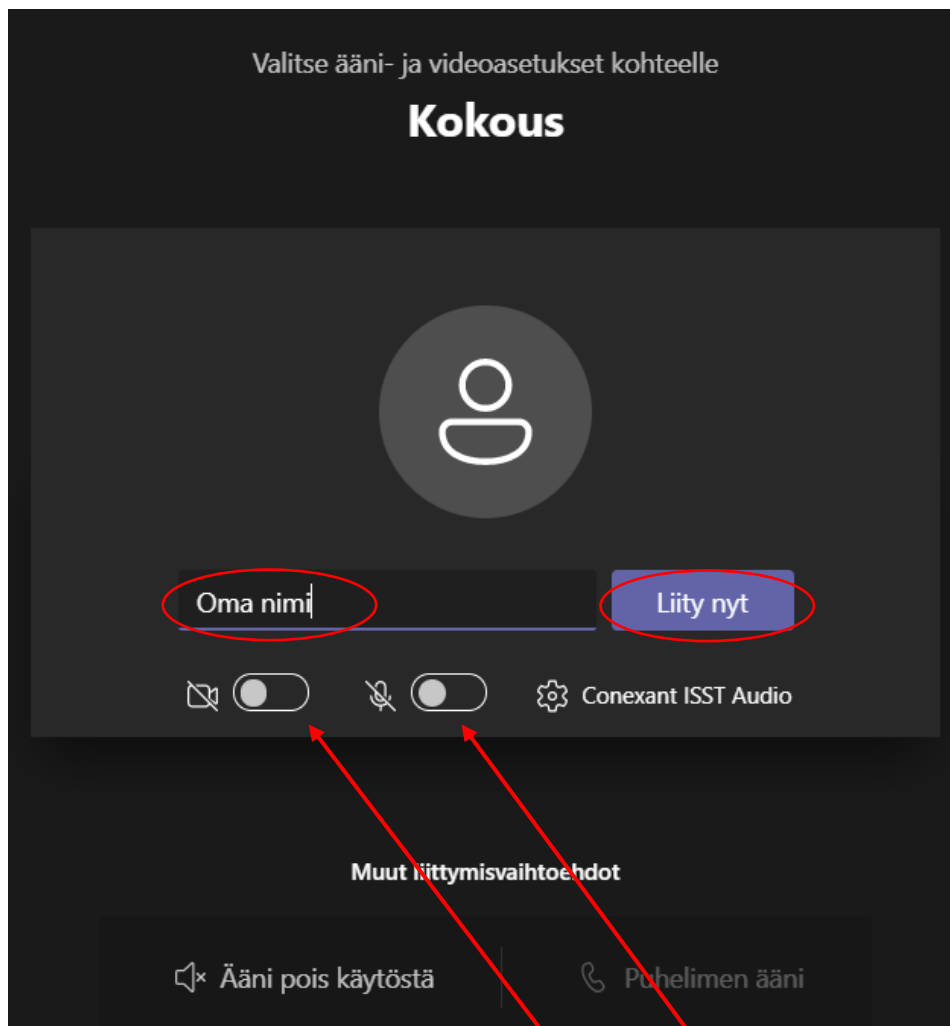 Valitse ääni- ja videoasetukset kohteelle
Kokous
Oma nimi
Liity nyt
Conexant ISST Audio
Muut liittymisvaihtoehdot
Ääni pois käytöstä
Puhelimen ääni